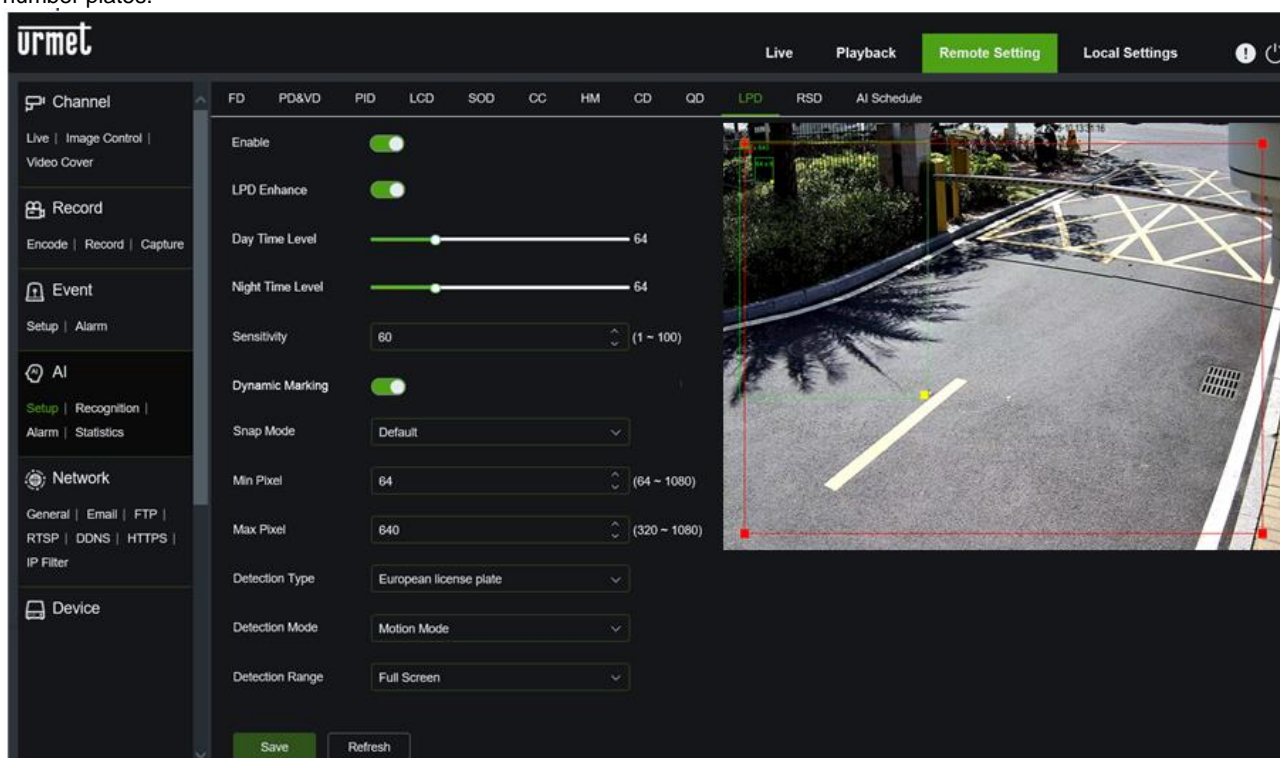 number plates.
urmet
Live Playback Remote Setting Local Settings
Channel
Live | Image Control |
Video Cover
Record
Encode | Record | Capture
Event
Setup | Alarm
AI
Setup | Recognition |
Alarm | Statistics
Network
General | Email | FTP |
RTSP | DDNS | HTTPS |
IP Filter
Device
FD PD&VD PID LCD SOD CC HM CD QD LPD RSD AI Schedule
Enable
LPD Enhance
Day Time Level 64
Night Time Level 64
Sensitivity 60 (1 ~ 100)
Dynamic Marking
Snap Mode Default
Min Pixel 64 (64 ~ 1080)
Max Pixel 640 (320 ~ 1080)
Detection Type European license plate
Detection Mode Motion Mode
Detection Range Full Screen
Save Refresh